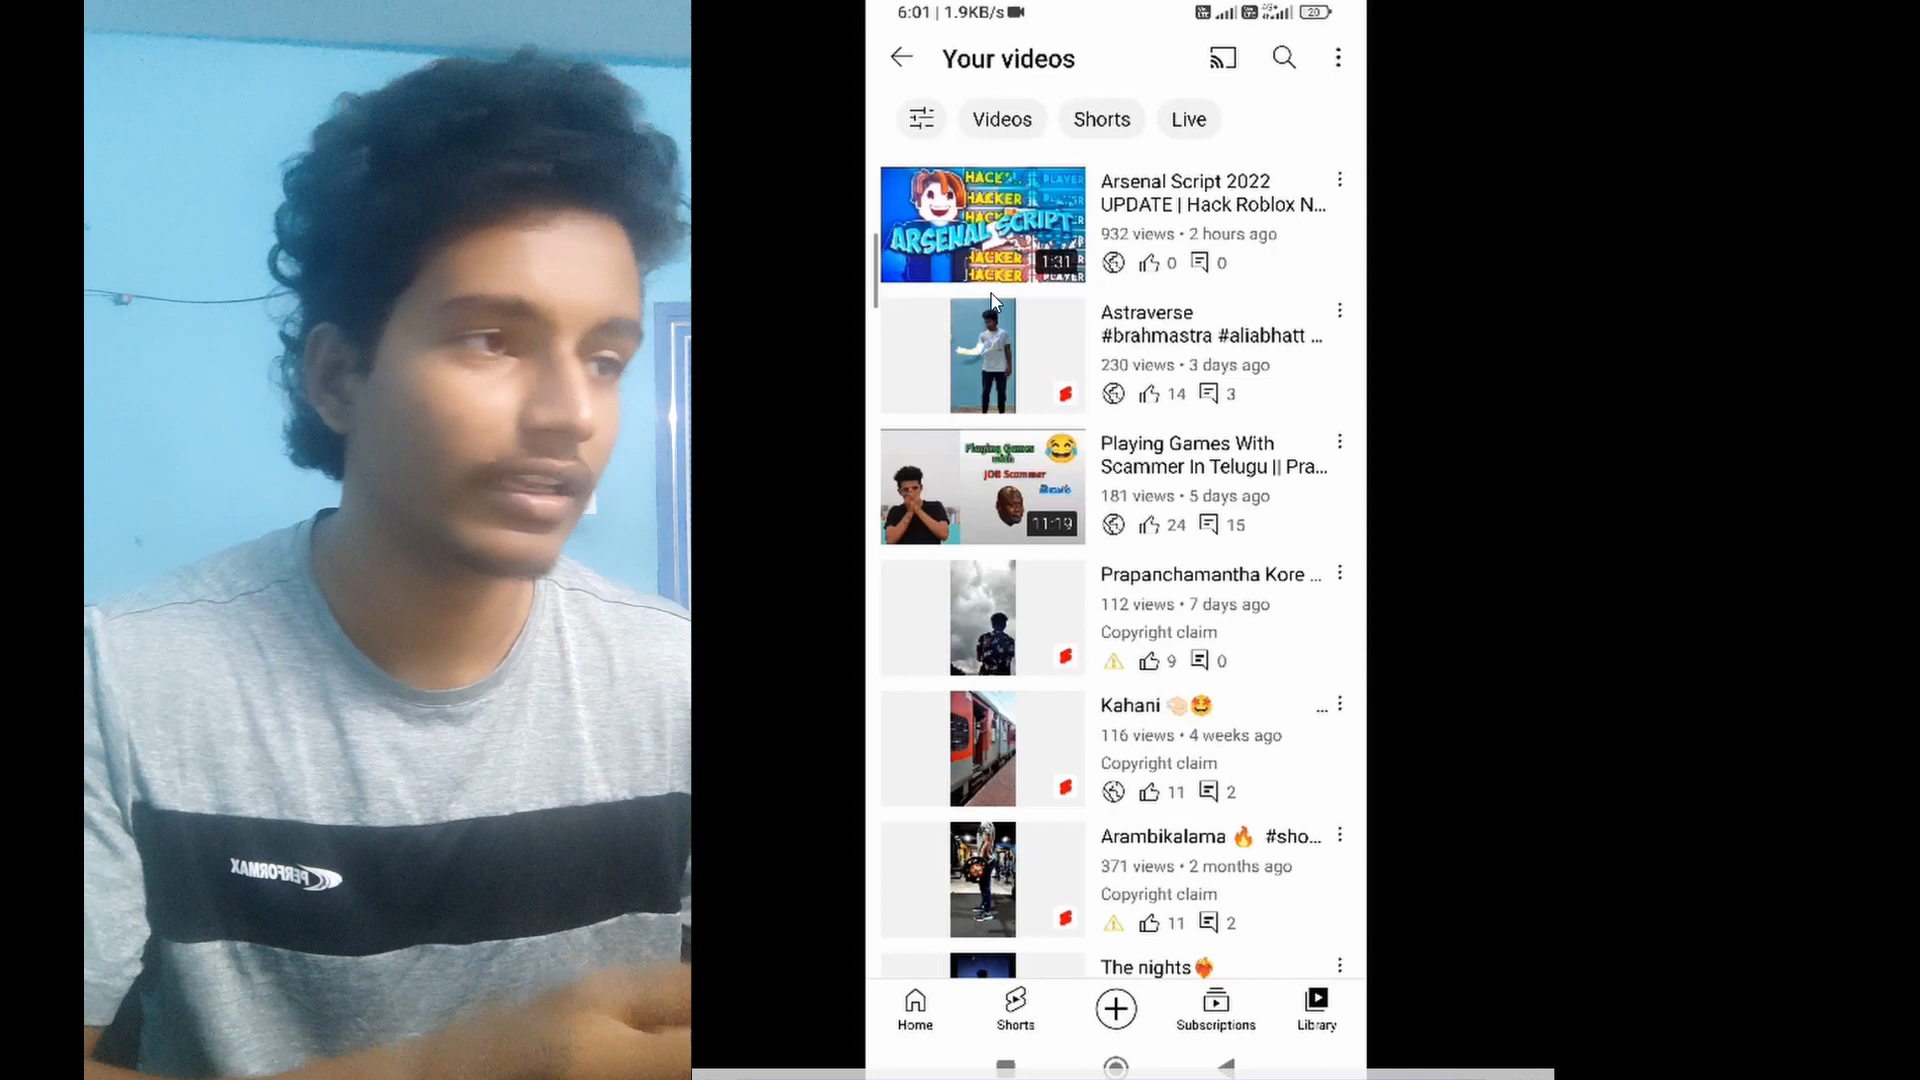 6:01 | 1.9KB/s
4G+
20
Your videos
Videos
Shorts
Live
HACKER
PLAYER
HACKER
ARSENAL SCRIPT
HACKER
1:31
HACKER
PLAYER
Arsenal Script 2022
UPDATE | Hack Roblox N...
932 views • 2 hours ago
0
0
Astraverse
#brahmastra #aliabhatt ...
230 views • 3 days ago
14
3
Playing Games
with
JOB Scammer
11:19
Playing Games With
Scammer In Telugu || Pra...
181 views • 5 days ago
24
15
Prapanchamantha Kore ...
112 views • 7 days ago
Copyright claim
9
0
Kahani 🤏🏻🤩 ...
116 views • 4 weeks ago
Copyright claim
11
2
Arambikalama 🔥 #sho...
371 views • 2 months ago
Copyright claim
11
2
The nights❤️‍🔥
Home
Shorts
Subscriptions
Library
PERFORMAX